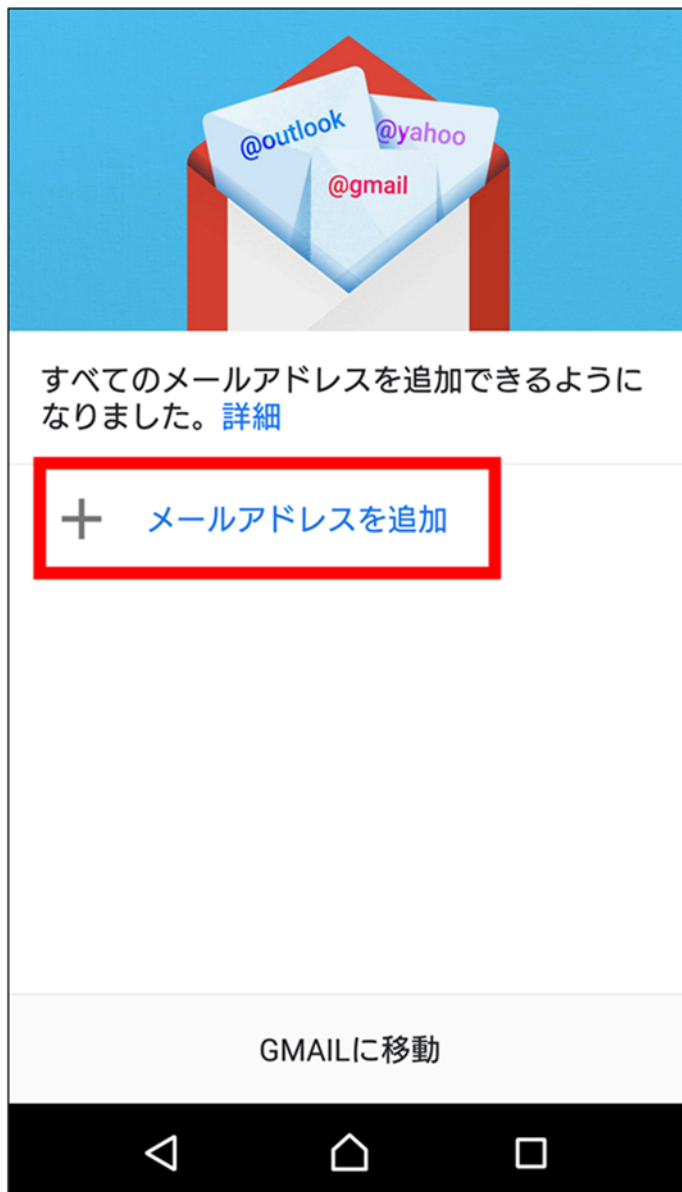 @outlook
@yahoo
@gmail
すべてのメールアドレスを追加できるように
なりました。詳細
メールアドレスを追加
GMAILに移動